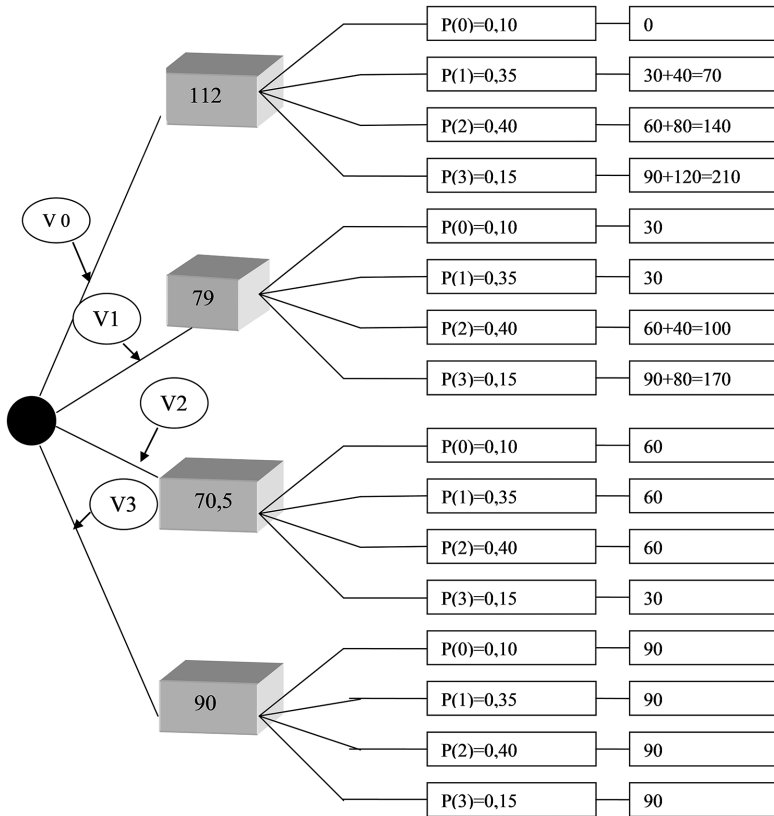 P(0)=0,10 0
112
P(1)=0,35 30+40=70
P(2)=0,40 60+80=140
P(3)=0,15 90+120=210
V 0
P(0)=0,10 30
79
P(1)=0,35 30
V1
P(2)=0,40 60+40=100
P(3)=0,15 90+80=170
V2
P(0)=0,10 60
70,5
P(1)=0,35 60
V3
P(2)=0,40 60
P(3)=0,15 30
P(0)=0,10 90
90
P(1)=0,35 90
P(2)=0,40 90
P(3)=0,15 90